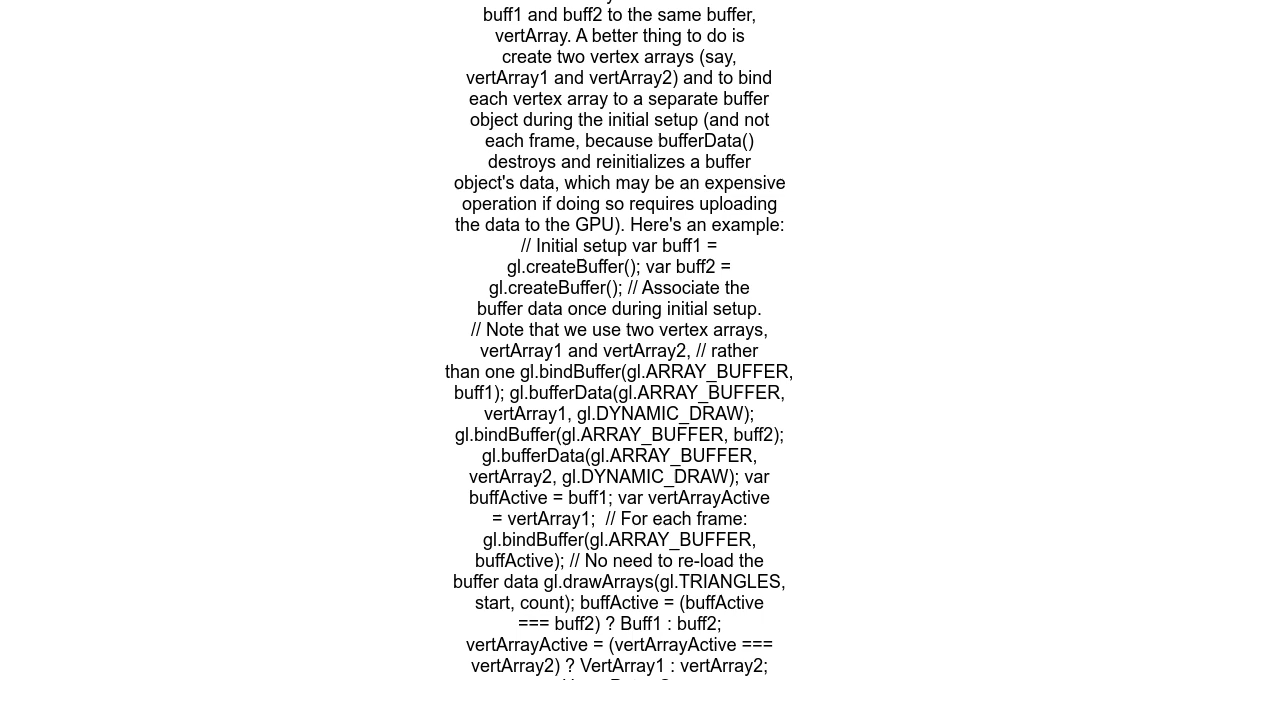 buff1 and buff2 to the same buffer,
vertArray. A better thing to do is
create two vertex arrays (say,
vertArray1 and vertArray2) and to bind
each vertex array to a separate buffer
object during the initial setup (and not
each frame, because bufferData()
destroys and reinitializes a buffer
object's data, which may be an expensive
operation if doing so requires uploading
the data to the GPU). Here's an example:
// Initial setup var buff1 =
gl.createBuffer(); var buff2 =
gl.createBuffer(); // Associate the
buffer data once during initial setup.
// Note that we use two vertex arrays,
vertArray1 and vertArray2, // rather
than one gl.bindBuffer(gl.ARRAY_BUFFER,
buff1); gl.bufferData(gl.ARRAY_BUFFER,
vertArray1, gl.DYNAMIC_DRAW);
gl.bindBuffer(gl.ARRAY_BUFFER, buff2);
gl.bufferData(gl.ARRAY_BUFFER,
vertArray2, gl.DYNAMIC_DRAW); var
buffActive = buff1; var vertArrayActive
= vertArray1;  // For each frame:
gl.bindBuffer(gl.ARRAY_BUFFER,
buffActive); // No need to re-load the
buffer data gl.drawArrays(gl.TRIANGLES,
start, count); buffActive = (buffActive
=== buff2) ? Buff1 : buff2;
vertArrayActive = (vertArrayActive ===
vertArray2) ? VertArray1 : vertArray2;